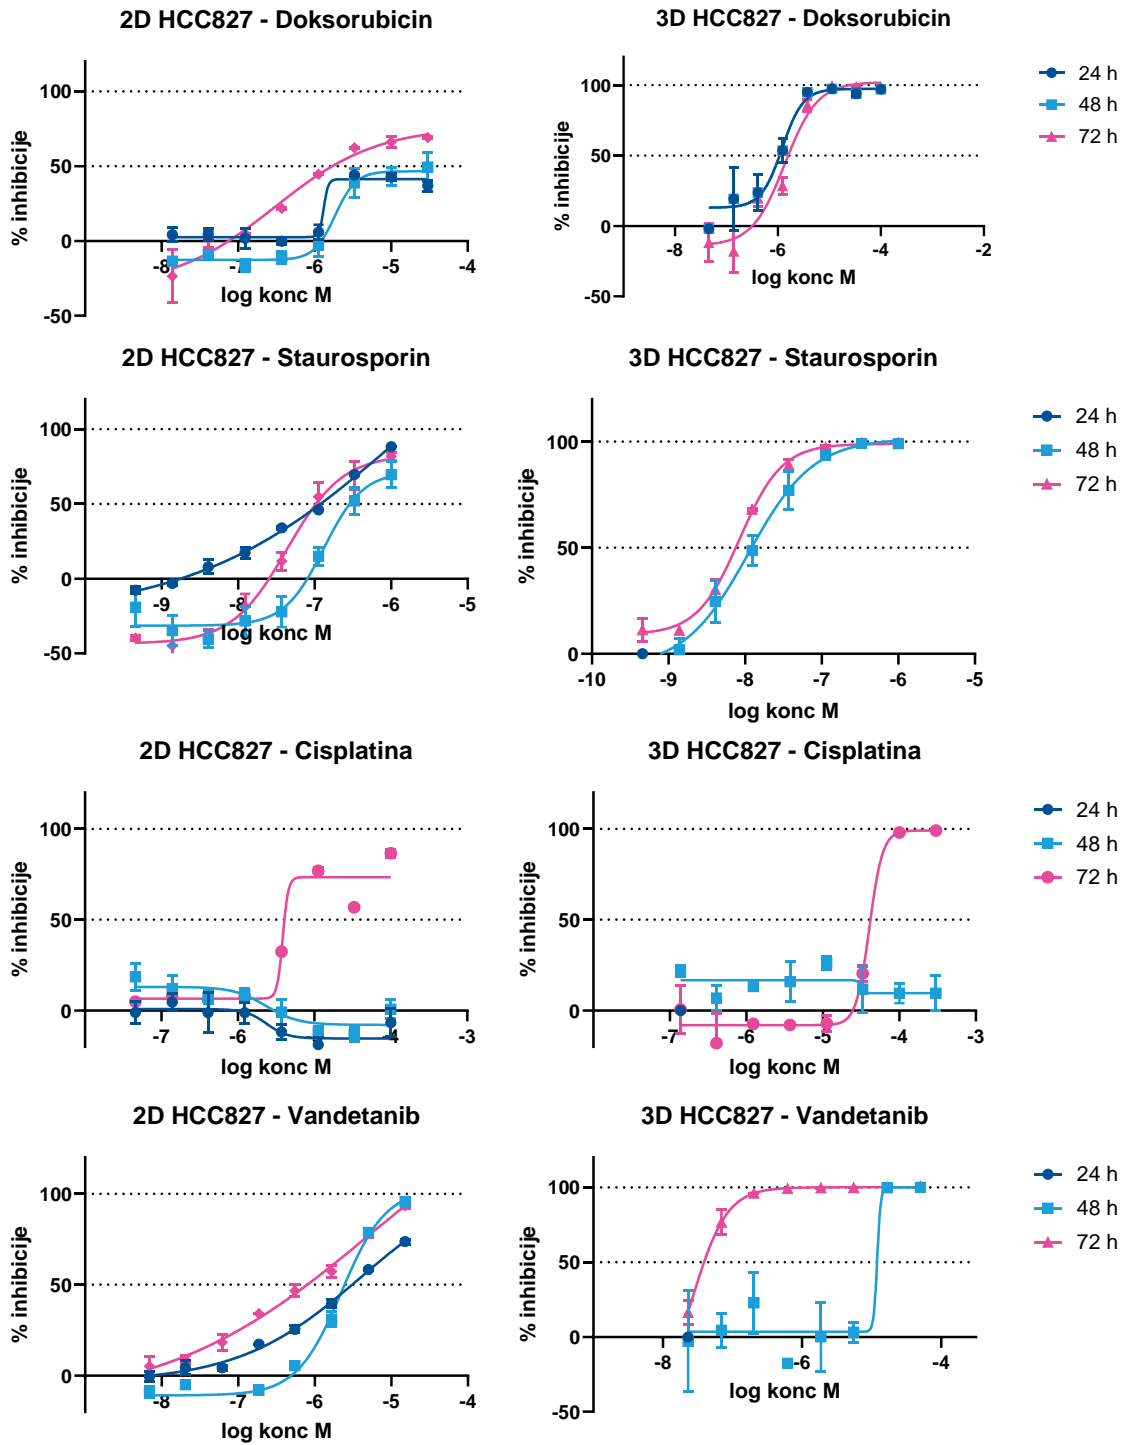 2D HCC827 - Doksorubicin
3D HCC827 - Doksorubicin
% inhibicije
100
50
0
-50
-8
-7
-6
-5
-4
log konc M
% inhibicije
100
50
0
-50
-8
-6
-4
-2
log konc M
24 h
48 h
72 h
2D HCC827 - Staurosporin
3D HCC827 - Staurosporin
% inhibicije
100
50
0
-50
-9
-8
-7
-6
-5
log konc M
% inhibicije
100
50
0
-10
-9
-8
-7
-6
-5
log konc M
24 h
48 h
72 h
2D HCC827 - Cisplatina
3D HCC827 - Cisplatina
% inhibicije
100
50
0
-7
-6
-5
-4
-3
log konc M
% inhibicije
100
50
0
-7
-6
-5
-4
-3
log konc M
24 h
48 h
72 h
2D HCC827 - Vandetanib
3D HCC827 - Vandetanib
% inhibicije
100
50
0
-8
-7
-6
-5
-4
log konc M
% inhibicije
100
50
0
-50
-8
-6
-4
log konc M
24 h
48 h
72 h